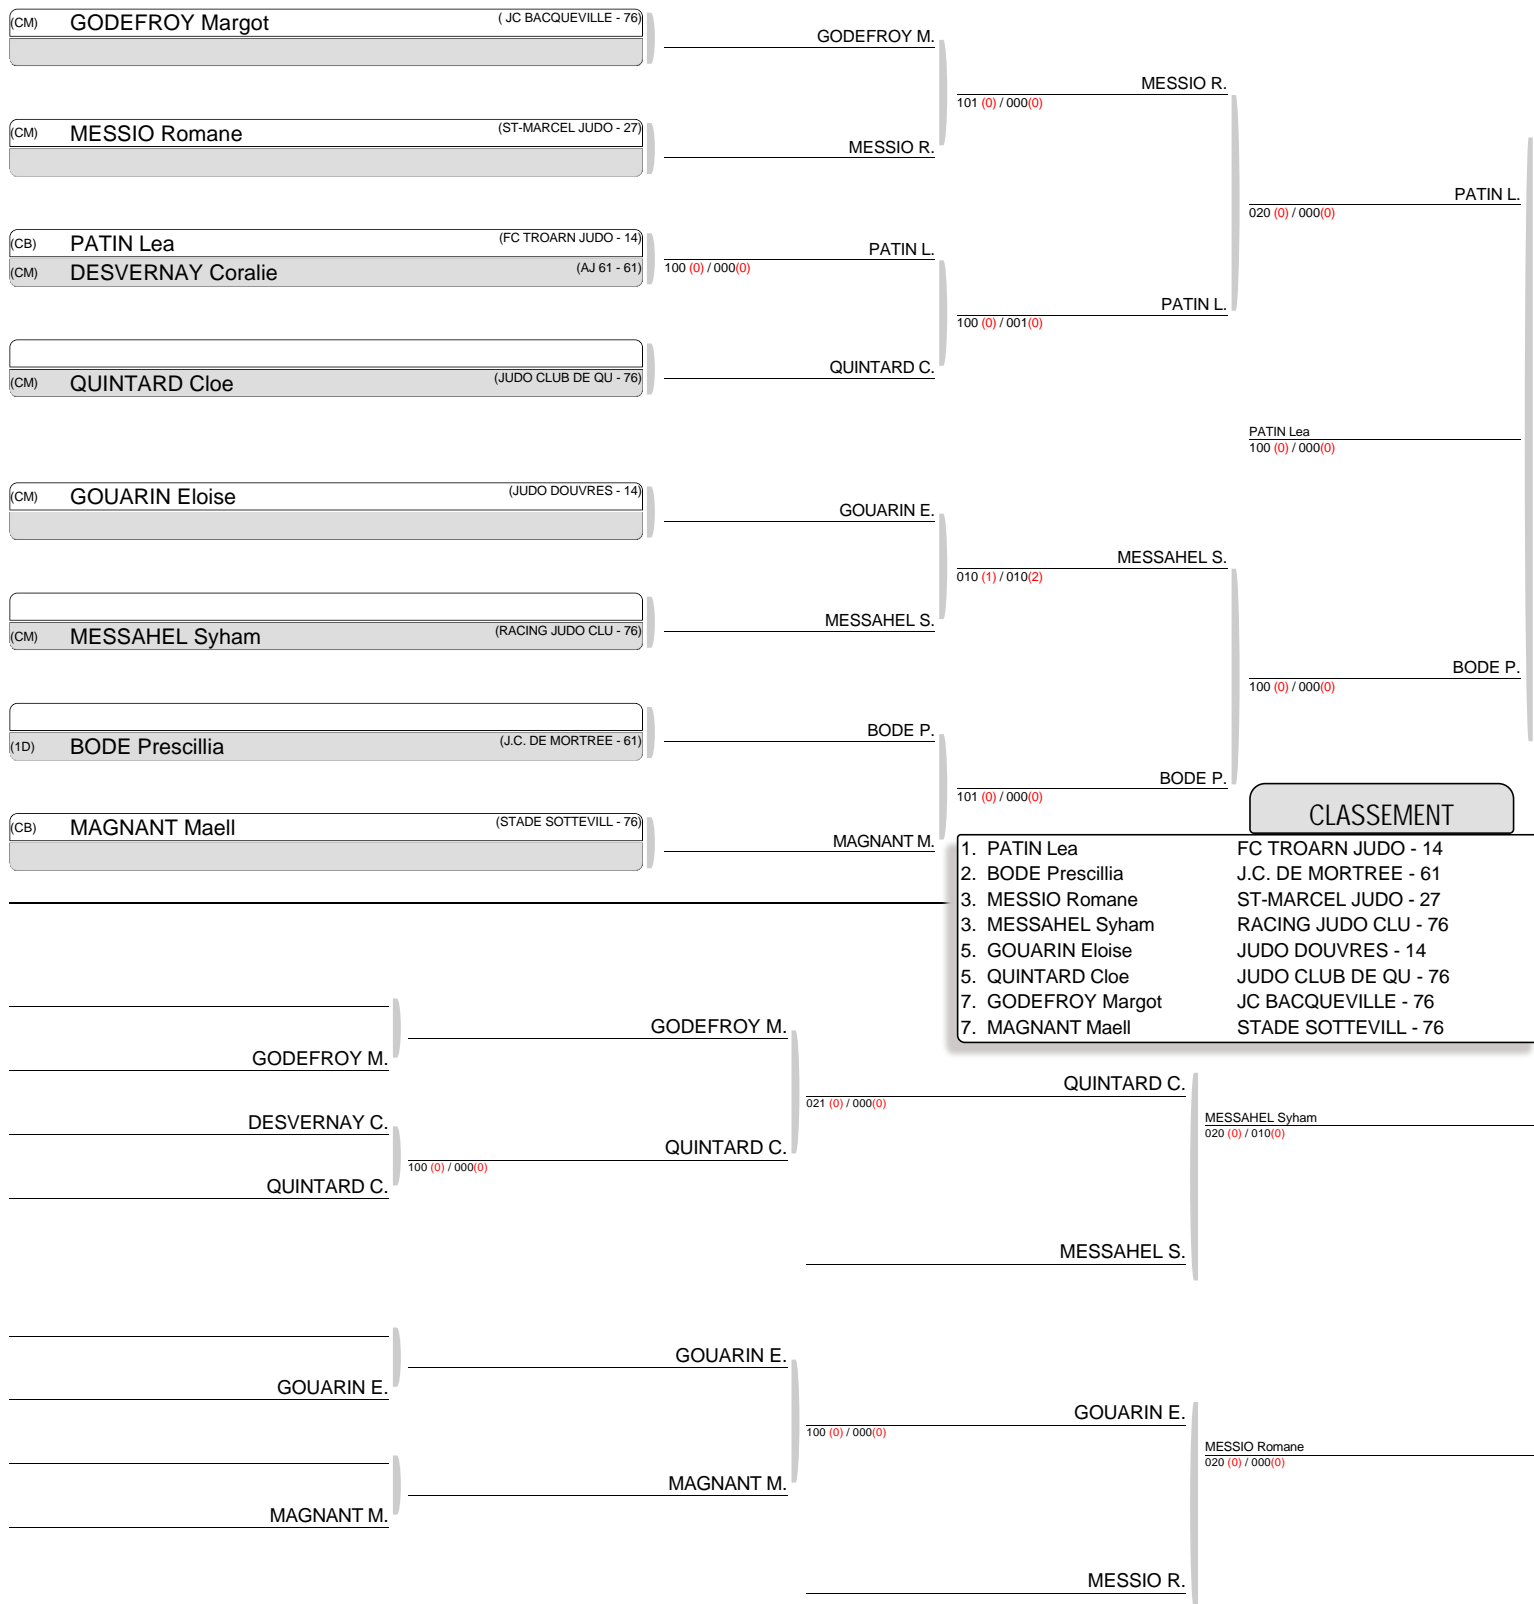 (CM) GODEFROY Margot ( JC BACQUEVILLE - 76)
GODEFROY M.
MESSIO R.
101 (0) / 000(0)
(CM) MESSIO Romane (ST-MARCEL JUDO - 27)
MESSIO R.
PATIN L.
020 (0) / 000(0)
(CB) PATIN Lea (FC TROARN JUDO - 14)
(CM) DESVERNAY Coralie (AJ 61 - 61)
PATIN L.
100 (0) / 000(0)
PATIN L.
100 (0) / 001(0)
(CM) QUINTARD Cloe (JUDO CLUB DE QU - 76)
QUINTARD C.
PATIN Lea
100 (0) / 000(0)
(CM) GOUARIN Eloise (JUDO DOUVRES - 14)
GOUARIN E.
MESSAHEL S.
010 (1) / 010(2)
(CM) MESSAHEL Syham (RACING JUDO CLU - 76)
MESSAHEL S.
BODE P.
100 (0) / 000(0)
(1D) BODE Prescillia (J.C. DE MORTREE - 61)
BODE P.
BODE P.
101 (0) / 000(0)
(CB) MAGNANT Maell (STADE SOTTEVILL - 76)
MAGNANT M.
CLASSEMENT
1. PATIN Lea FC TROARN JUDO - 14
2. BODE Prescillia J.C. DE MORTREE - 61
3. MESSIO Romane ST-MARCEL JUDO - 27
3. MESSAHEL Syham RACING JUDO CLU - 76
5. GOUARIN Eloise JUDO DOUVRES - 14
5. QUINTARD Cloe JUDO CLUB DE QU - 76
7. GODEFROY Margot JC BACQUEVILLE - 76
7. MAGNANT Maell STADE SOTTEVILL - 76
GODEFROY M.
GODEFROY M.
QUINTARD C.
021 (0) / 000(0)
DESVERNAY C.
QUINTARD C.
100 (0) / 000(0)
QUINTARD C.
MESSAHEL Syham
020 (0) / 010(0)
MESSAHEL S.
GOUARIN E.
GOUARIN E.
GOUARIN E.
100 (0) / 000(0)
MESSIO Romane
020 (0) / 000(0)
MAGNANT M.
MAGNANT M.
MESSIO R.